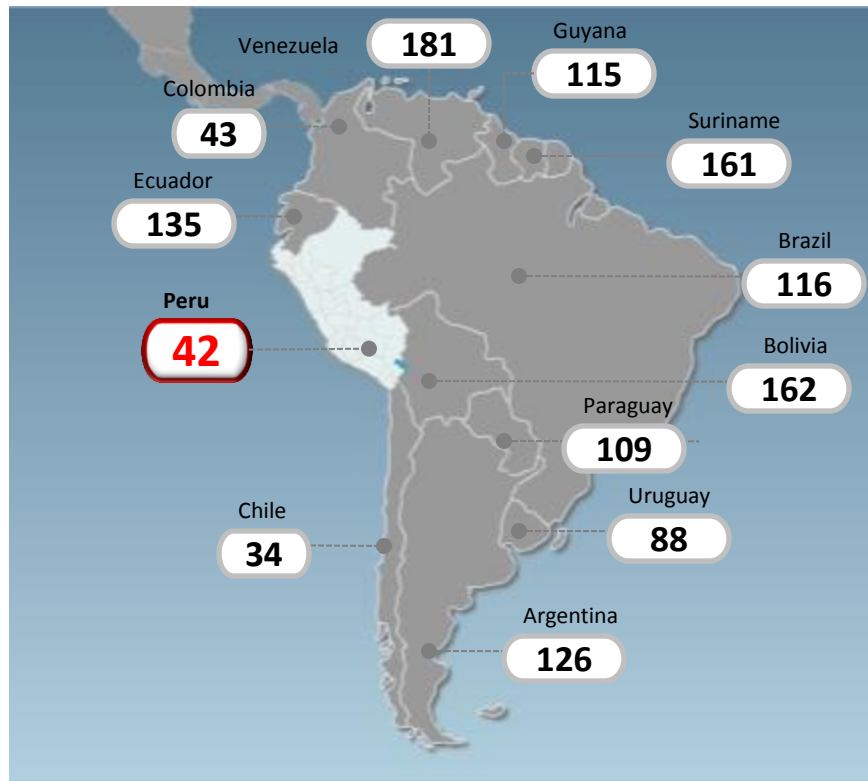 Venezuela
181
Guyana
115
Colombia
43
Suriname
161
Ecuador
135
Brazil
116
Peru
42
Bolivia
162
Paraguay
109
Uruguay
88
Chile
34
Argentina
126